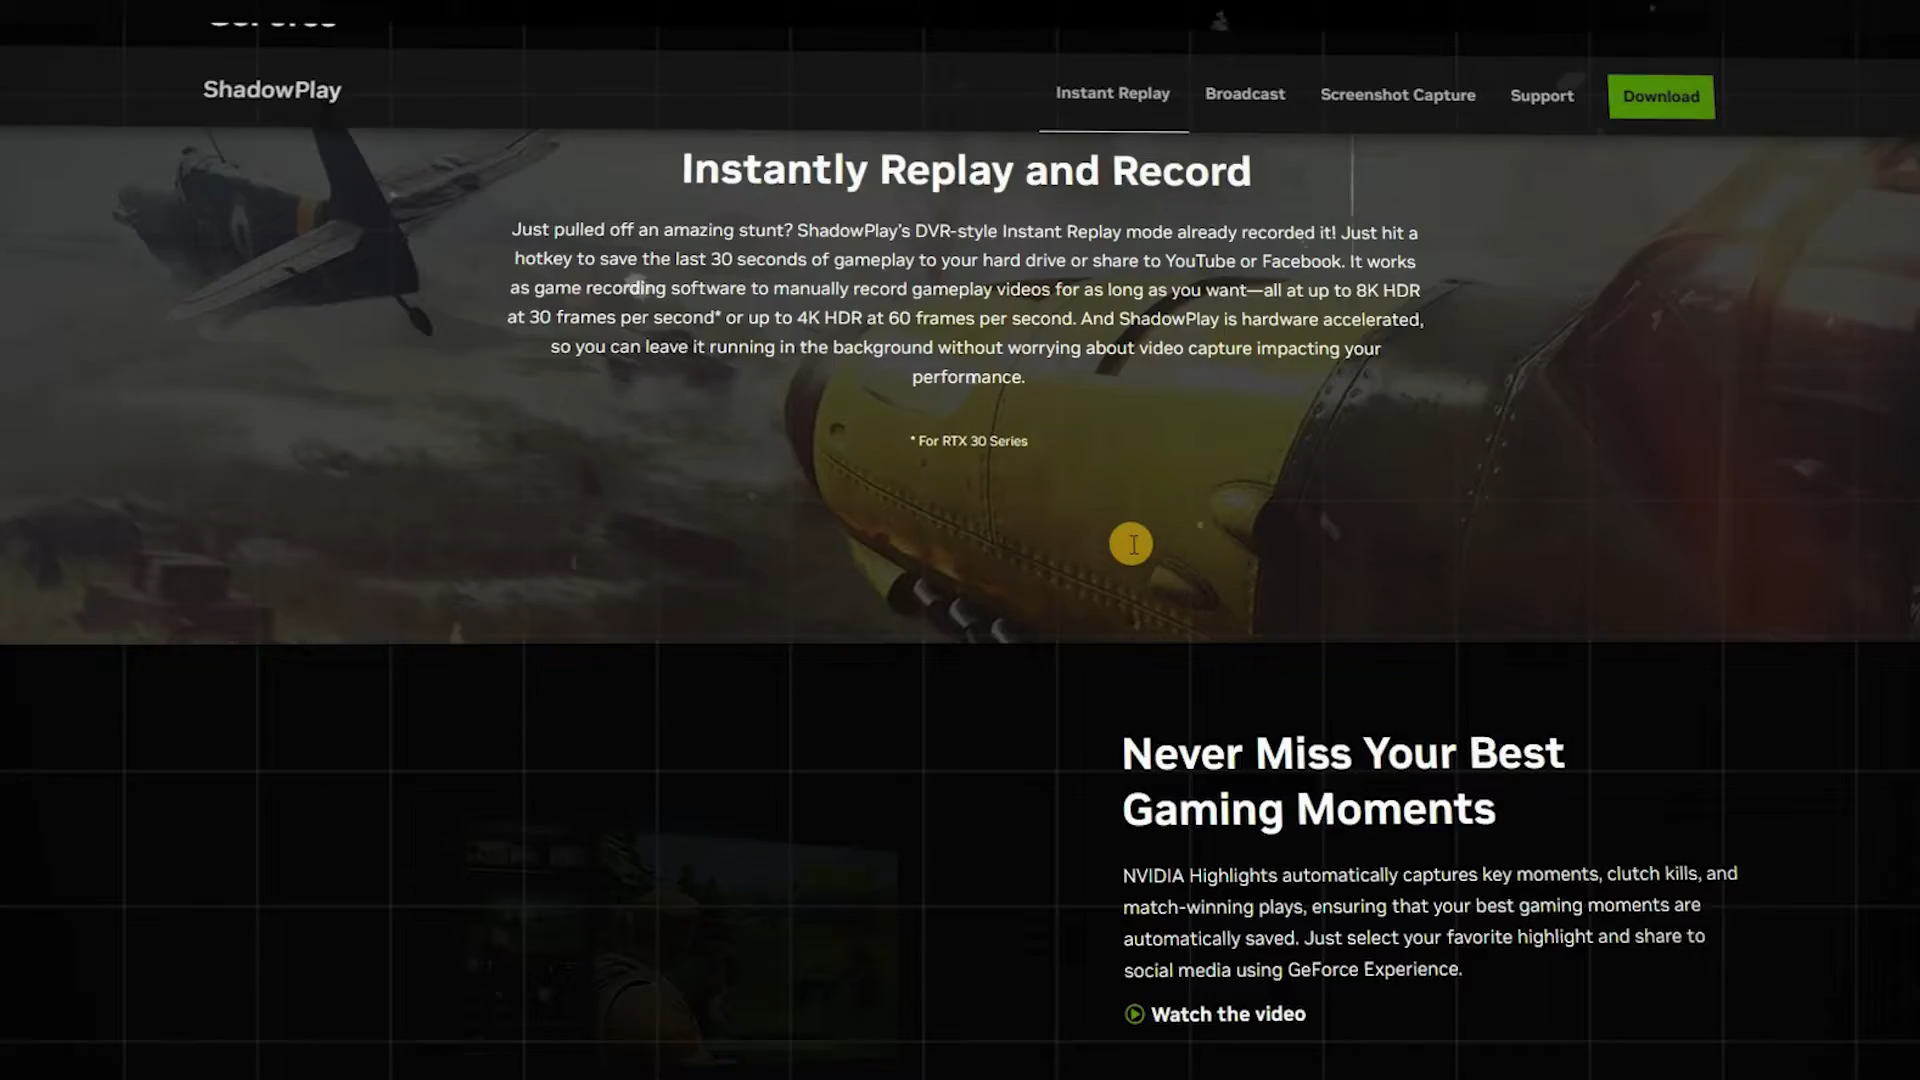 ShadowPlay
Instant Replay
Broadcast
Screenshot Capture
Support
Download
Instantly Replay and Record
Just pulled off an amazing stunt? ShadowPlay's DVR-style Instant Replay mode already recorded it! Just hit a
hotkey to save the last 30 seconds of gameplay to your hard drive or share to YouTube or Facebook. It works
as game recording software to manually record gameplay videos for as long as you want—all at up to 8K HDR
at 30 frames per second* or up to 4K HDR at 60 frames per second. And ShadowPlay is hardware accelerated,
so you can leave it running in the background without worrying about video capture impacting your
performance.
* For RTX 30 Series
Never Miss Your Best
Gaming Moments
NVIDIA Highlights automatically captures key moments, clutch kills, and
match-winning plays, ensuring that your best gaming moments are
automatically saved. Just select your favorite highlight and share to
social media using GeForce Experience.
Watch the video